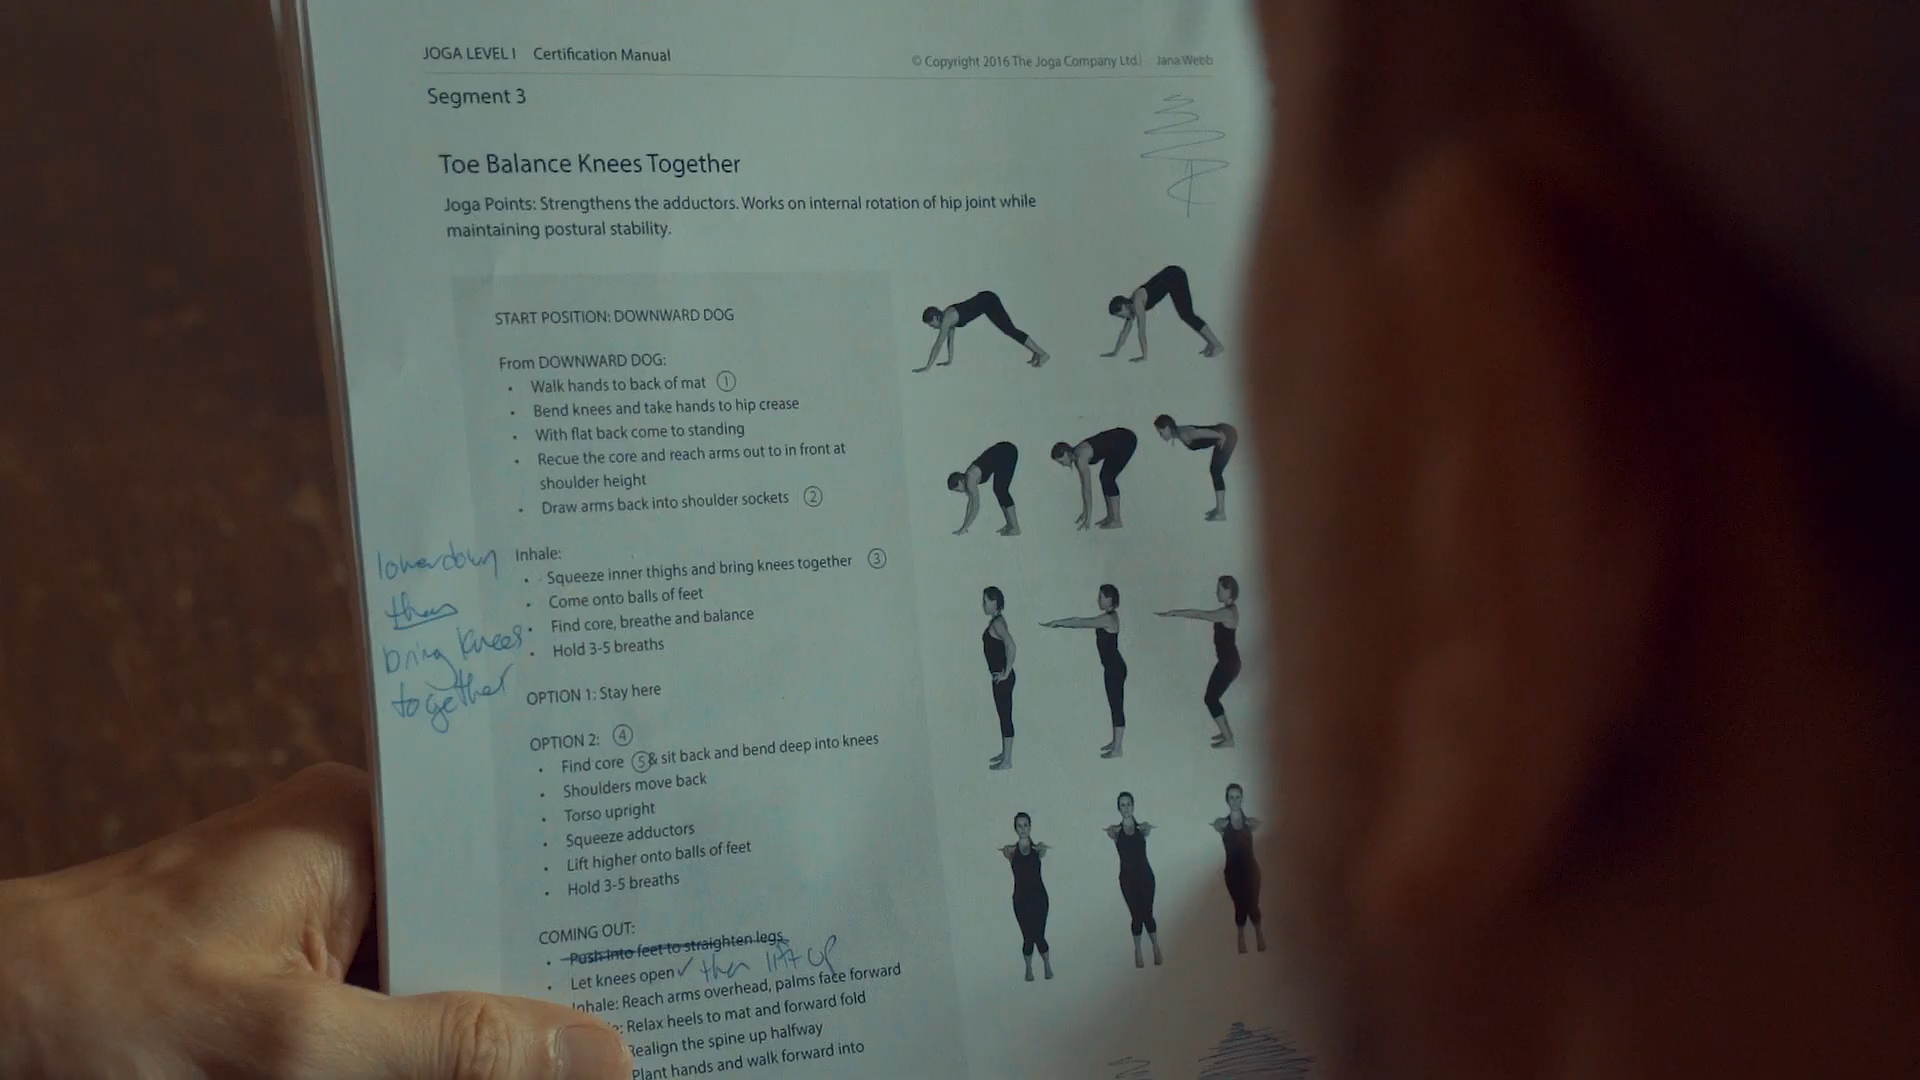 JOGA LEVEL I Certification Manual
© Copyright 2016 The Joga Company Ltd. Jana Webb
Segment 3
Toe Balance Knees Together
Joga Points: Strengthens the adductors. Works on internal rotation of hip joint while
maintaining postural stability.
START POSITION: DOWNWARD DOG
From DOWNWARD DOG:
• Walk hands to back of mat ①
• Bend knees and take hands to hip crease
• With flat back come to standing
• Recue the core and reach arms out to in front at
shoulder height
• Draw arms back into shoulder sockets ②
Inhale:
• Squeeze inner thighs and bring knees together ③
• Come onto balls of feet
• Find core, breathe and balance
• Hold 3-5 breaths
lower down
then
bring knees
together
OPTION 1: Stay here
OPTION 2: ④
• Find core ⑤& sit back and bend deep into knees
• Shoulders move back
• Torso upright
• Squeeze adductors
• Lift higher onto balls of feet
• Hold 3-5 breaths
COMING OUT:
• Push into feet to straighten legs
• Let knees open ✓ then lift up
Inhale: Reach arms overhead, palms face forward
: Relax heels to mat and forward fold
Realign the spine up halfway
Plant hands and walk forward into